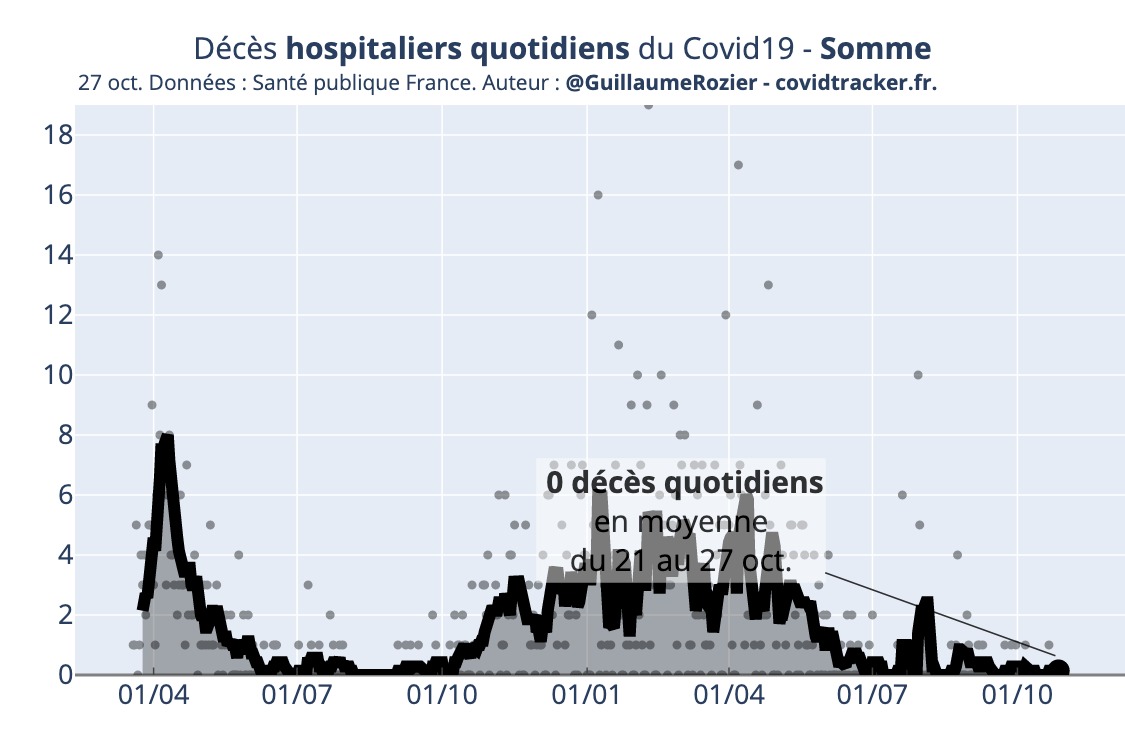 Décès hospitaliers quotidiens du Covid19 - Somme
27 oct. Données : Santé publique France. Auteur : @GuillaumeRozier - covidtracker.fr.
18
16
14
12
10
8
6
4
2
0
0 décès quotidiens
en moyenne
du 21 au 27 oct.
01/04 01/07 01/10 01/01 01/04 01/07 01/10